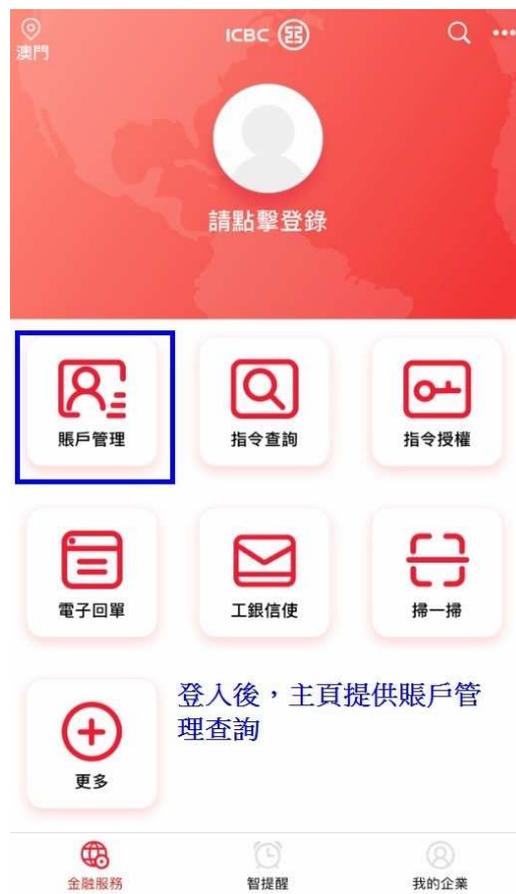 澳門
ICBC
請點擊登錄
賬戶管理
指令查詢
指令授權
電子回單
工銀信使
掃一掃
更多
登入後，主頁提供賬戶管
理查詢
金融服務
智提醒
我的企業